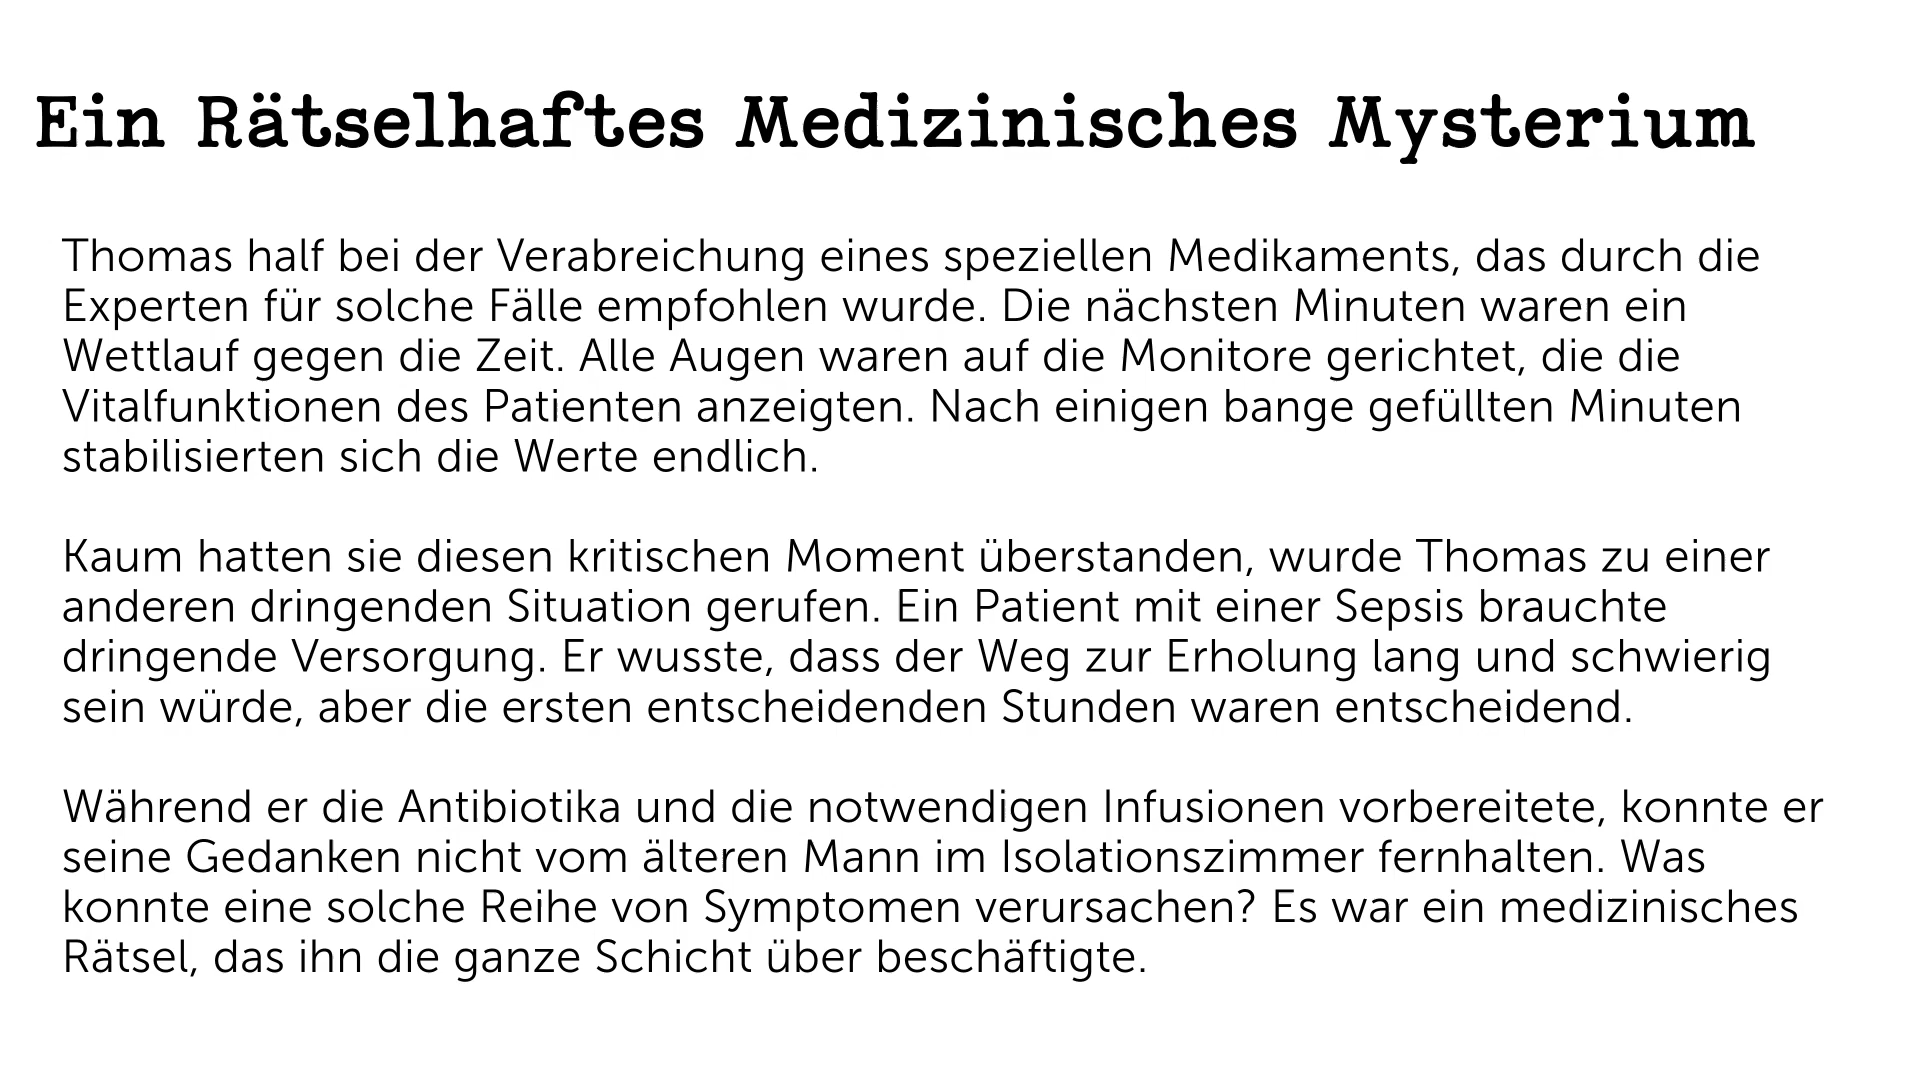 Ein Rätselhaftes Medizinisches Mysterium
Thomas half bei der Verabreichung eines speziellen Medikaments, das durch die
Experten für solche Fälle empfohlen wurde. Die nächsten Minuten waren ein
Wettlauf gegen die Zeit. Alle Augen waren auf die Monitore gerichtet, die die
Vitalfunktionen des Patienten anzeigten. Nach einigen bange gefüllten Minuten
stabilisierten sich die Werte endlich.
Kaum hatten sie diesen kritischen Moment überstanden, wurde Thomas zu einer
anderen dringenden Situation gerufen. Ein Patient mit einer Sepsis brauchte
dringende Versorgung. Er wusste, dass der Weg zur Erholung lang und schwierig
sein würde, aber die ersten entscheidenden Stunden waren entscheidend.
Während er die Antibiotika und die notwendigen Infusionen vorbereitete, konnte er
seine Gedanken nicht vom älteren Mann im Isolationszimmer fernhalten. Was
konnte eine solche Reihe von Symptomen verursachen? Es war ein medizinisches
Rätsel, das ihn die ganze Schicht über beschäftigte.